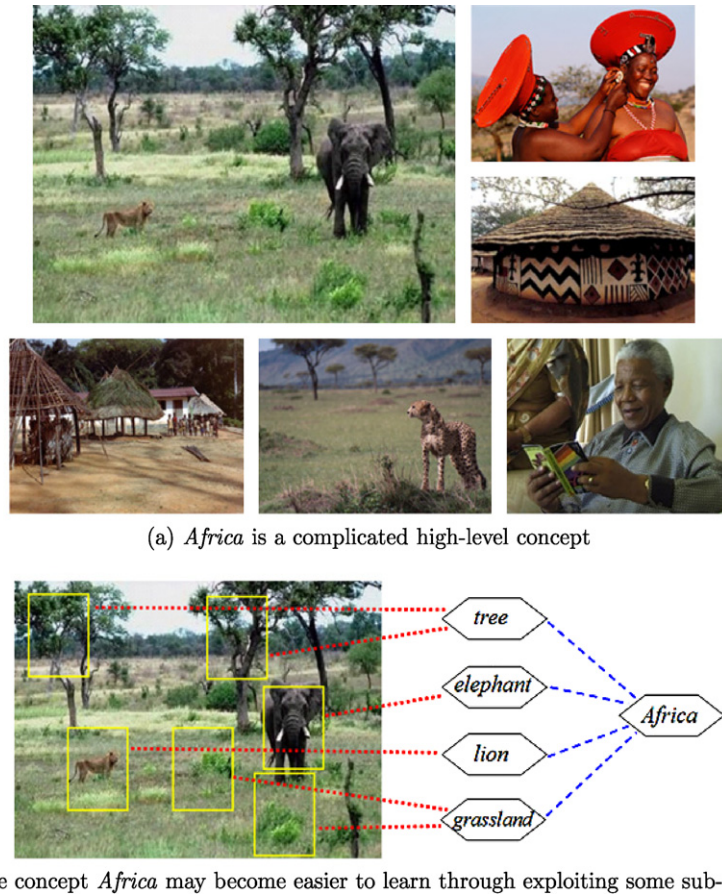 (a) Africa is a complicated high-level concept
tree
elephant
Africa
lion
grassland
e concept Africa may become easier to learn through exploiting some sub-